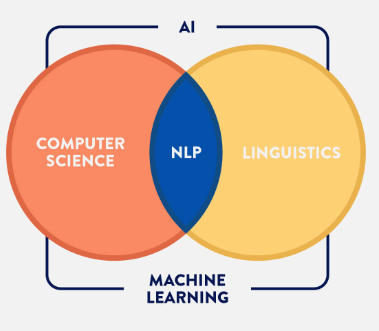 AI
COMPUTER
SCIENCE
NLP
LINGUISTICS
MACHINE
LEARNING